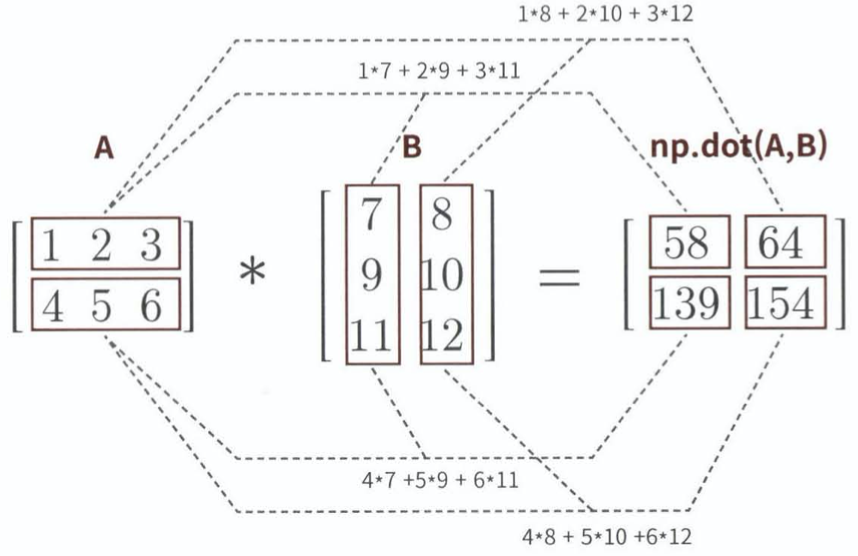 1*8 + 2*10 + 3*12
1*7 + 2*9 + 3*11
A
B
np.dot(A,B)
1 2 3
4 5 6
*
7 8
9 10
11 12
=
58 64
139 154
4*7 +5*9 + 6*11
4*8 + 5*10 +6*12